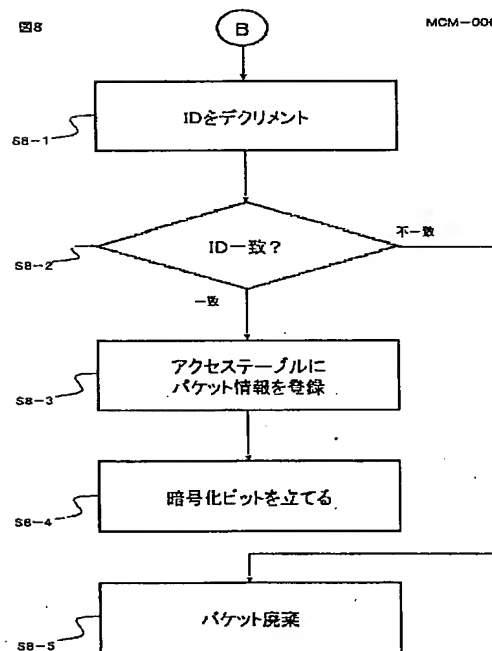 図8
B
MCM-000
IDをデクリメント
S8-1
ID一致?
不一致
S8-2
一致
アクセステーブルに
パケット情報を登録
S8-3
暗号化ビットを立てる
S8-4
パケット廃棄
S8-5